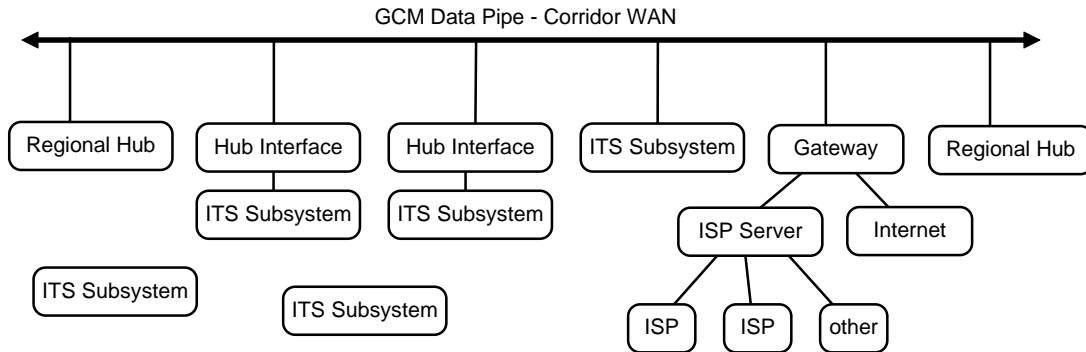 GCM Data Pipe - Corridor WAN
Regional Hub
Hub Interface
Hub Interface
ITS Subsystem
Gateway
Regional Hub
ITS Subsystem
ITS Subsystem
ISP Server
Internet
ITS Subsystem
ITS Subsystem
ISP
ISP
other